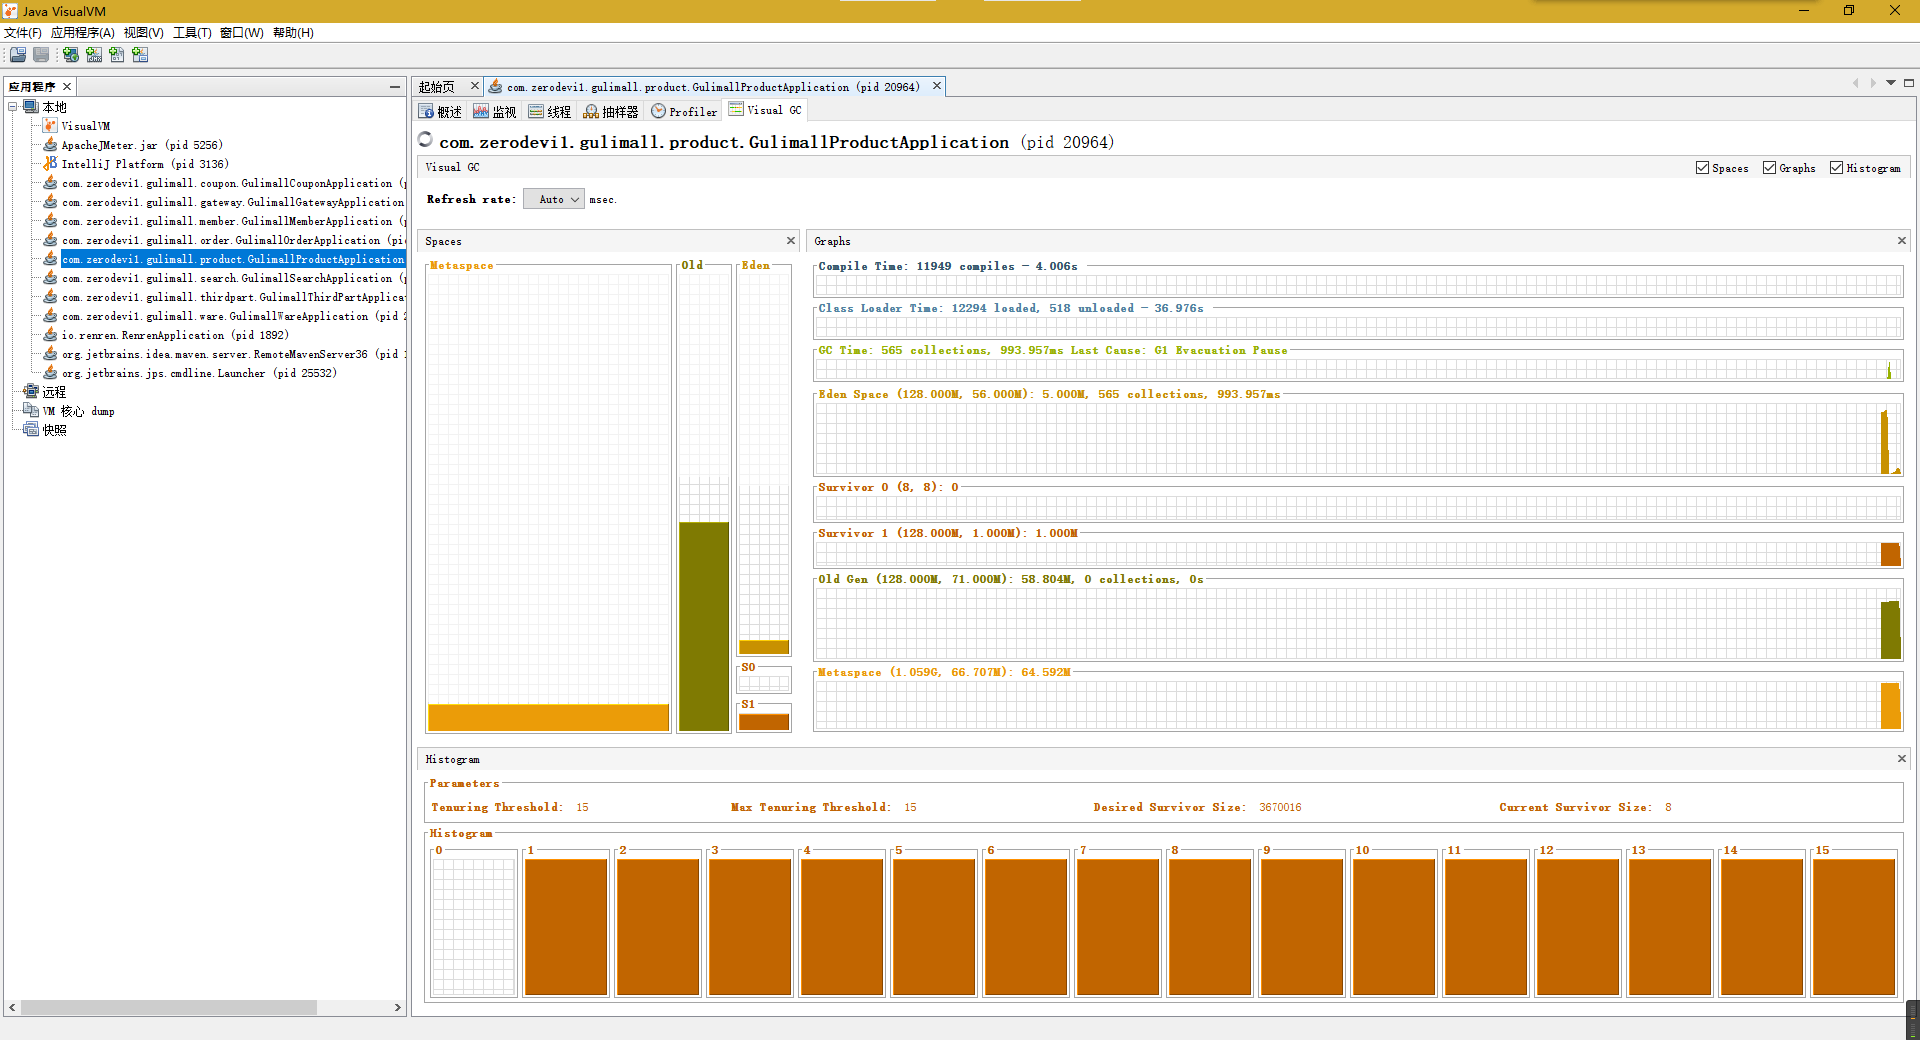 Java VisualVM
文件(F) 应用程序(A) 视图(V) 工具(T) 窗口(W) 帮助(H)
应用程序
本地
VisualVM
ApacheJMeter.jar (pid 5256)
IntelliJ Platform (pid 3136)
com.zerodevi1.gulimall.coupon.GulimallCouponApplication (
com.zerodevi1.gulimall.gateway.GulimallGatewayApplication
com.zerodevi1.gulimall.member.GulimallMemberApplication (
com.zerodevi1.gulimall.order.GulimallOrderApplication (pi
com.zerodevi1.gulimall.product.GulimallProductApplication
com.zerodevi1.gulimall.search.GulimallSearchApplication (
com.zerodevi1.gulimall.thirdpart.GulimallThirdPartApplica
com.zerodevi1.gulimall.ware.GulimallWareApplication (pid
io.renren.RenrenApplication (pid 1892)
org.jetbrains.idea.maven.server.RemoteMavenServer36 (pid
org.jetbrains.jps.cmdline.Launcher (pid 25532)
远程
VM 核心 dump
快照
起始页 com.zerodevi1.gulimall.product.GulimallProductApplication (pid 20964)
概述 监视 线程 抽样器 Profiler Visual GC
com.zerodevi1.gulimall.product.GulimallProductApplication (pid 20964)
Visual GC Spaces Graphs Histogram
Refresh rate: Auto msec.
Spaces
Metaspace Old Eden
S0
S1
Graphs
Compile Time: 11949 compiles - 4.006s
Class Loader Time: 12294 loaded, 518 unloaded - 36.976s
GC Time: 565 collections, 993.957ms Last Cause: G1 Evacuation Pause
Eden Space (128.000M, 56.000M): 5.000M, 565 collections, 993.957ms
Survivor 0 (8, 8): 0
Survivor 1 (128.000M, 1.000M): 1.000M
Old Gen (128.000M, 71.000M): 58.804M, 0 collections, 0s
Metaspace (1.059G, 66.707M): 64.592M
Histogram
Parameters
Tenuring Threshold: 15 Max Tenuring Threshold: 15 Desired Survivor Size: 3670016 Current Survivor Size: 8
Histogram
0 1 2 3 4 5 6 7 8 9 10 11 12 13 14 15